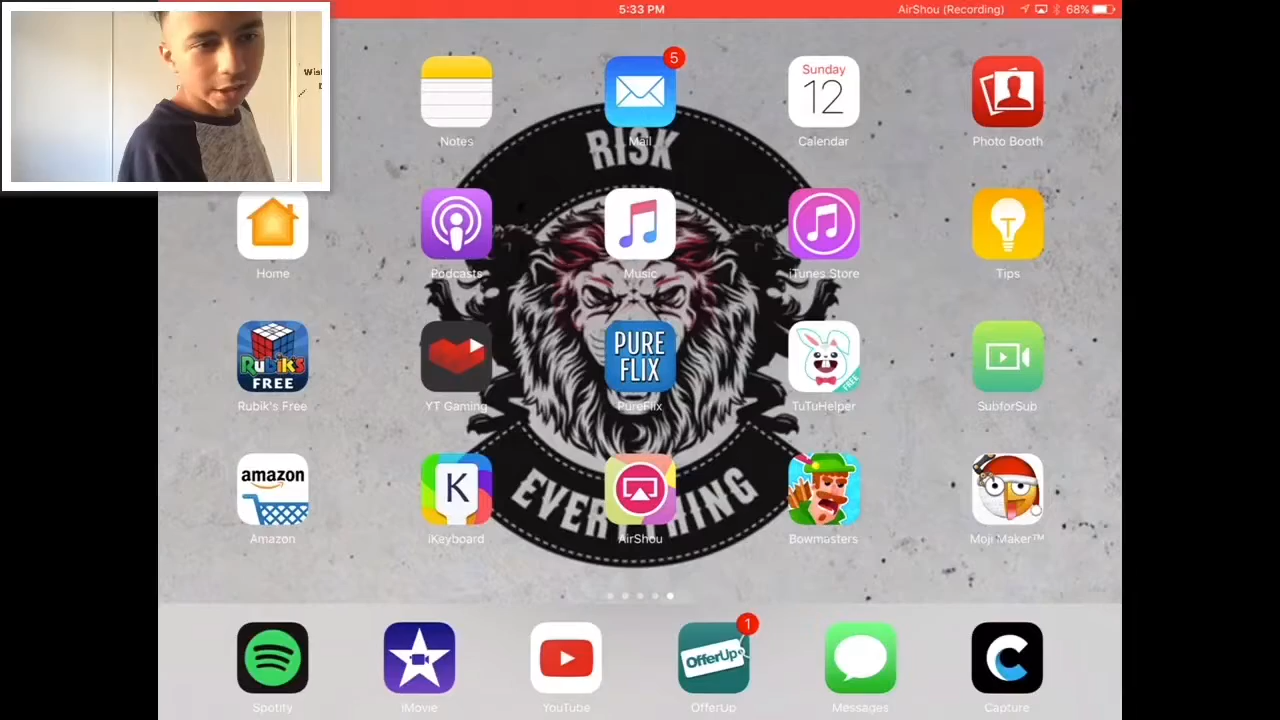 5:33 PM
AirShou (Recording)
68%
5
Sunday
12
Notes
Mail
Calendar
Photo Booth
RISK
Home
Podcasts
Music
iTunes Store
Tips
RUBIK'S
FREE
PURE
FLIX
FREE
Rubik's Free
YT Gaming
PureFlix
TuTuHelper
SubforSub
amazon
K
EVERYTHING
Amazon
iKeyboard
AirShou
Bowmasters
Moji Maker™
1
OfferUp
Spotify
iMovie
YouTube
OfferUp
Messages
Capture